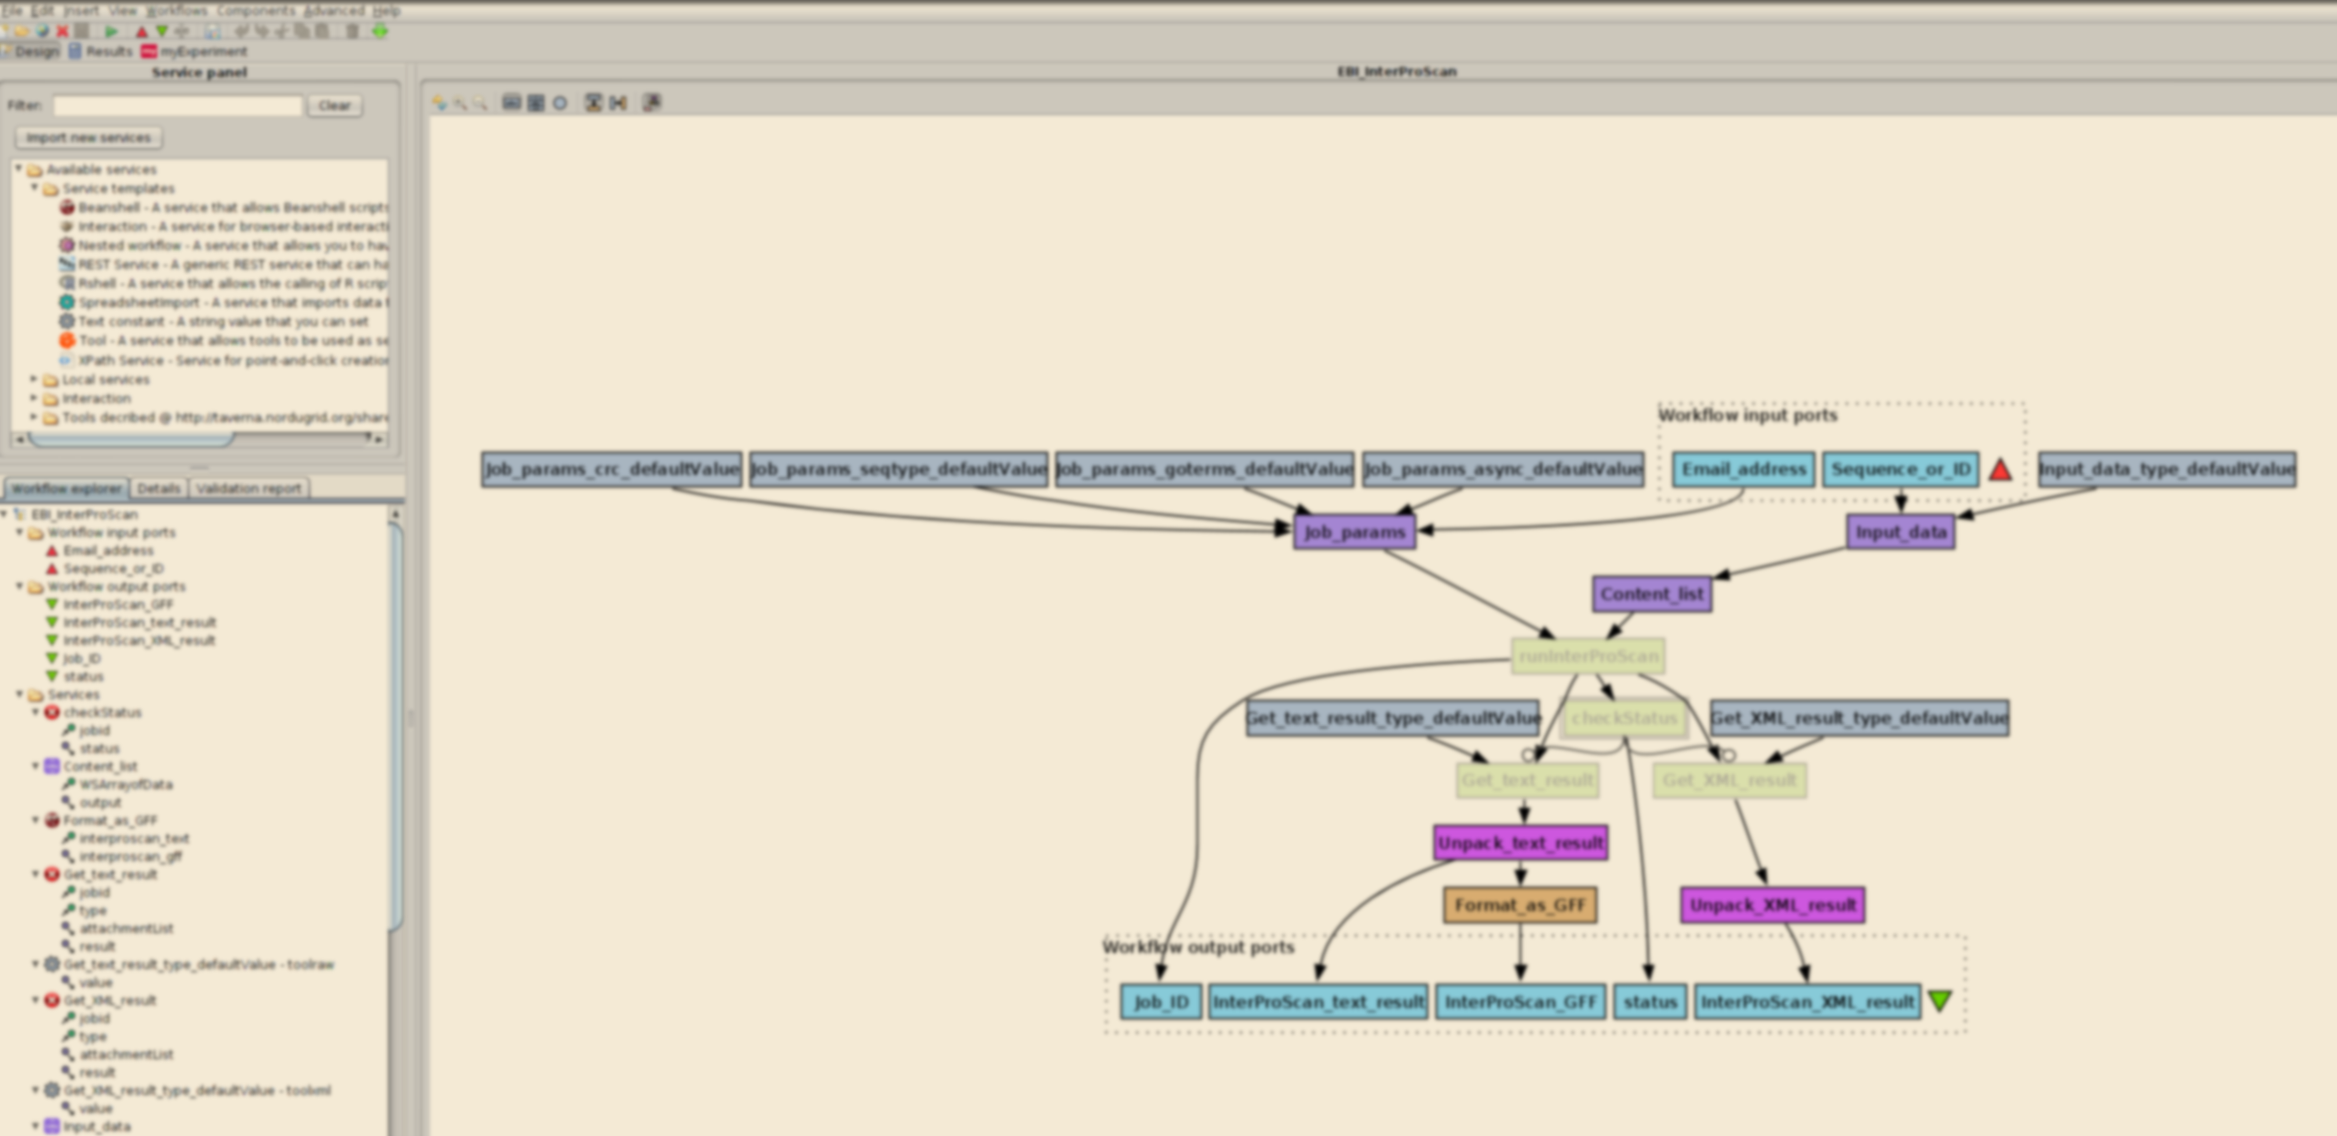 File Edit Insert View Workflows Components Advanced Help
Design Results myExperiment
Service panel
Filter:
Clear
Import new services
Available services
Service templates
Beanshell - A service that allows Beanshell scripts
Interaction - A service for browser-based interacti
Nested workflow - A service that allows you to hav
REST Service - A generic REST service that can ha
Rshell - A service that allows the calling of R scrip
SpreadsheetImport - A service that imports data f
Text constant - A string value that you can set
Tool - A service that allows tools to be used as se
XPath Service - Service for point-and-click creation
Local services
Interaction
Tools decribed @ http://taverna.nordugrid.org/share
Workflow explorer Details Validation report
EBI_InterProScan
Workflow input ports
Email_address
Sequence_or_ID
Workflow output ports
InterProScan_GFF
InterProScan_text_result
InterProScan_XML_result
Job_ID
status
Services
checkStatus
jobid
status
Content_list
WSArrayofData
output
Format_as_GFF
interproscan_text
interproscan_gff
Get_text_result
jobid
type
attachmentList
result
Get_text_result_type_defaultValue - toolraw
value
Get_XML_result
jobid
type
attachmentList
result
Get_XML_result_type_defaultValue - toolxml
value
Input_data
EBI_InterProScan
Workflow input ports
Job_params_crc_defaultValue Job_params_seqtype_defaultValue Job_params_goterms_defaultValue Job_params_async_defaultValue Email_address Sequence_or_ID Input_data_type_defaultValue
Job_params Input_data
Content_list
runInterProScan
Get_text_result_type_defaultValue checkStatus Get_XML_result_type_defaultValue
Get_text_result Get_XML_result
Unpack_text_result
Format_as_GFF Unpack_XML_result
Workflow output ports
Job_ID InterProScan_text_result InterProScan_GFF status InterProScan_XML_result